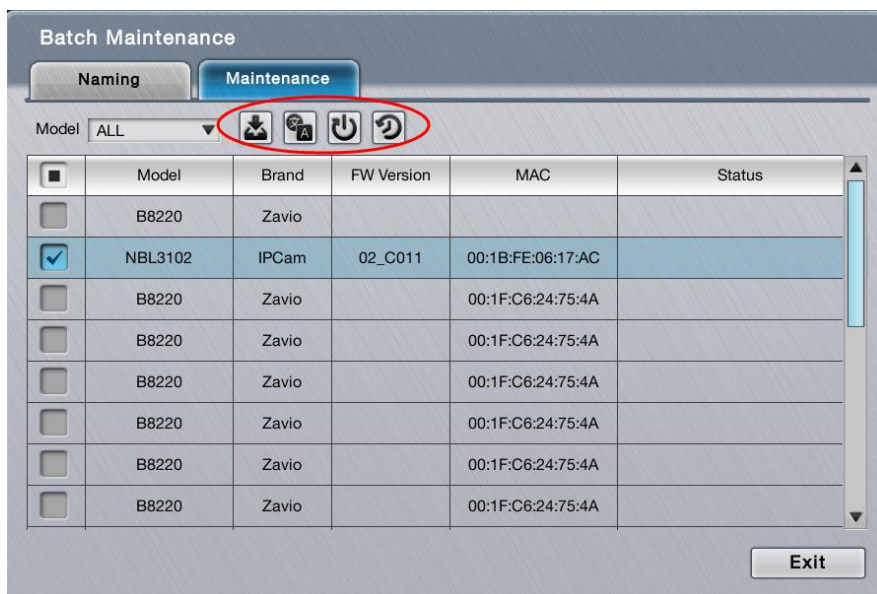 Batch Maintenance
Naming Maintenance
Model ALL
Model Brand FW Version MAC Status
B8220 Zavio
NBL3102 IPCam 02_C011 00:1B:FE:06:17:AC
B8220 Zavio 00:1F:C6:24:75:4A
B8220 Zavio 00:1F:C6:24:75:4A
B8220 Zavio 00:1F:C6:24:75:4A
B8220 Zavio 00:1F:C6:24:75:4A
B8220 Zavio 00:1F:C6:24:75:4A
B8220 Zavio 00:1F:C6:24:75:4A
Exit